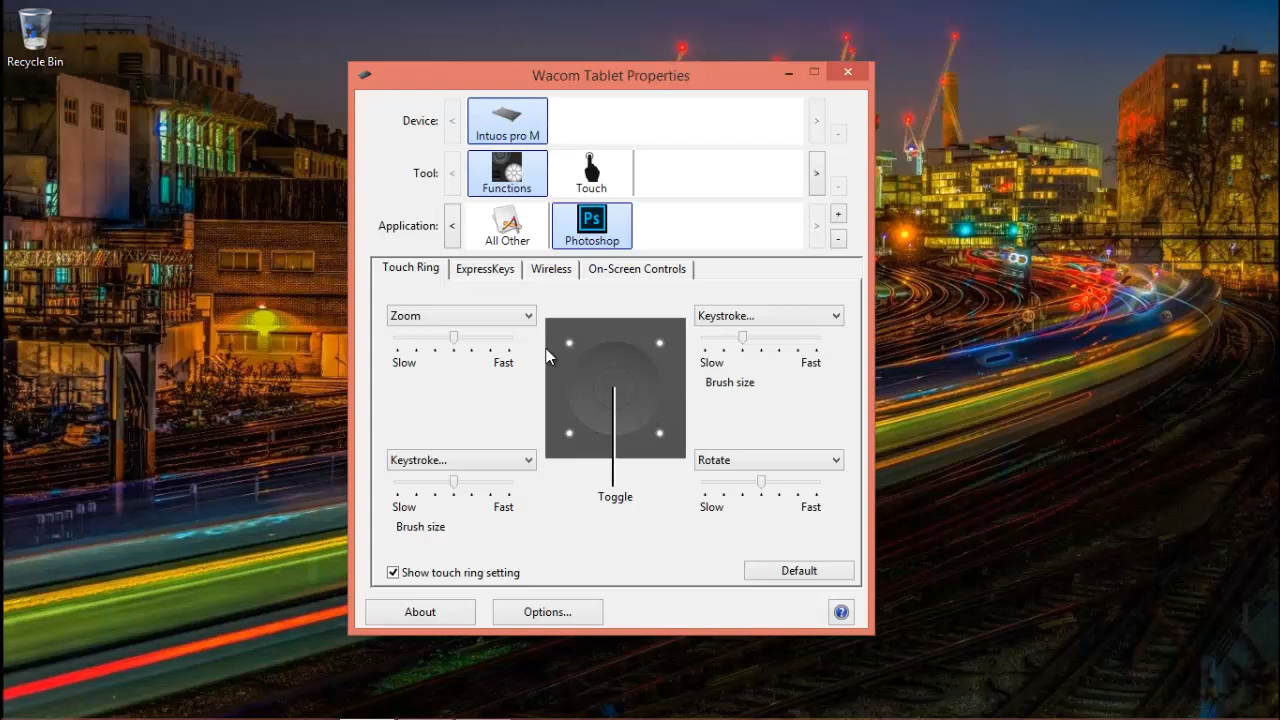 Recycle Bin
Wacom Tablet Properties
Device:
<
Intuos pro M
>
-
Tool:
<
Functions
Touch
>
-
Application:
<
All Other
Ps
Photoshop
>
+
-
Touch Ring
ExpressKeys
Wireless
On-Screen Controls
Zoom
Slow
Fast
Keystroke...
Slow
Fast
Brush size
Keystroke...
Slow
Fast
Brush size
Rotate
Slow
Fast
Toggle
Show touch ring setting
Default
About
Options...
?